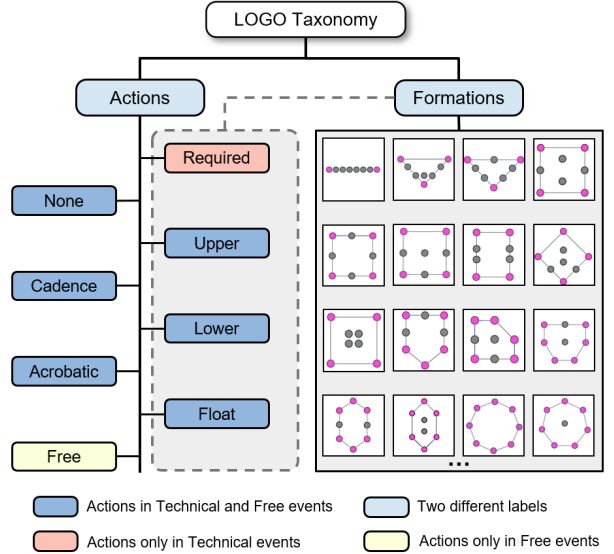 LOGO Taxonomy
Actions
Formations
Required
None
Upper
Cadence
Lower
Acrobatic
Float
Free
...
Actions in Technical and Free events
Two different labels
Actions only in Technical events
Actions only in Free events